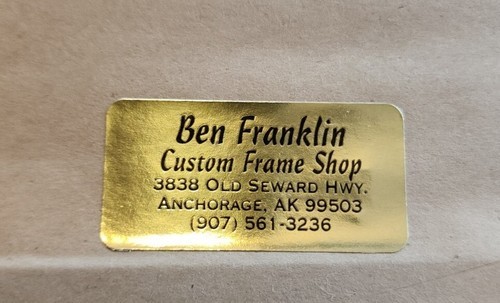 Ben Franklin
Custom Frame Shop
3838 Old Seward Hwy.
Anchorage, AK 99503
(907) 561-3236